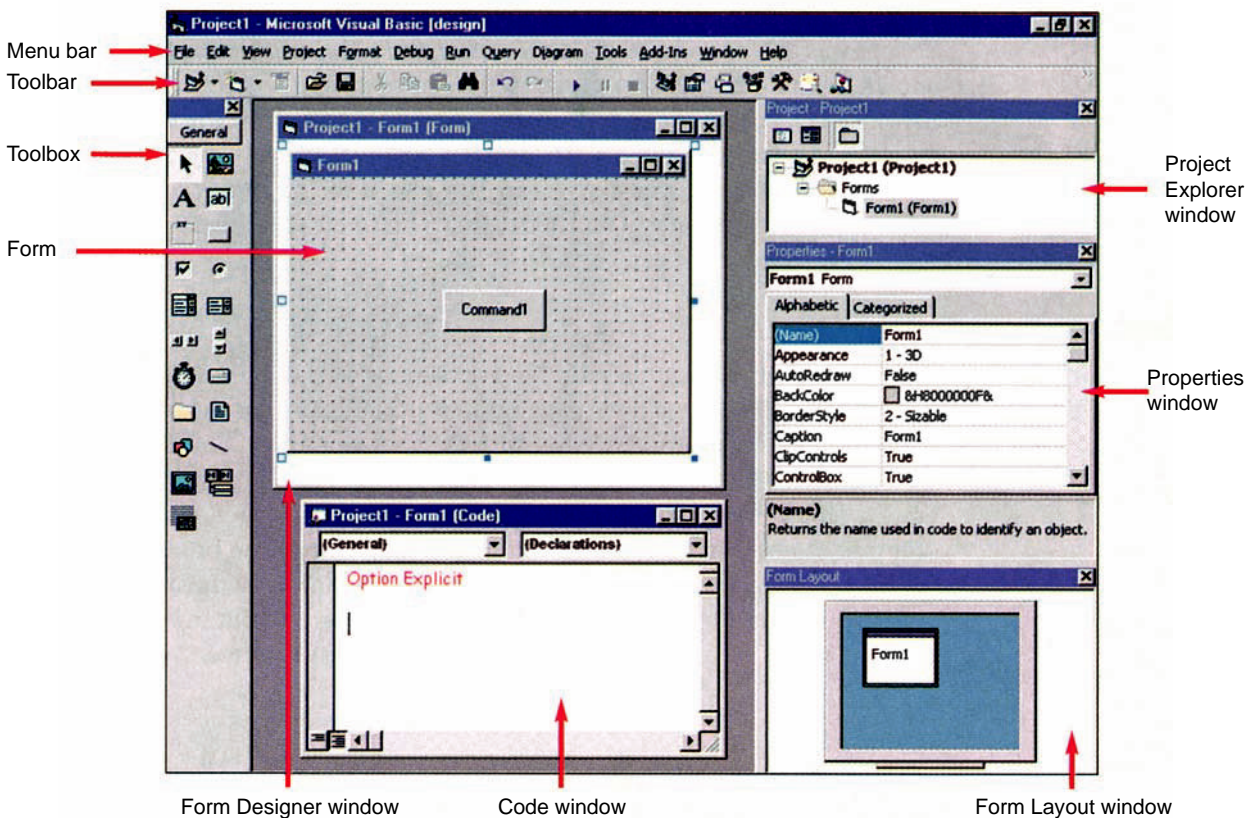 Project1 - Microsoft Visual Basic [design]
Menu bar
File Edit View Project Format Debug Run Query Diagram Tools Add-Ins Window Help
Toolbar
General
Toolbox
A
ab
XY
Form
Project1 - Form1 (Form)
Form1
Command1
Project - Project1
Project1 (Project1)
Forms
Form1 (Form1)
Project
Explorer
window
Properties - Form1
Form1 Form
Alphabetic Categorized
(Name) Form1
Appearance 1 - 3D
AutoRedraw False
BackColor &H8000000F&
BorderStyle 2 - Sizable
Caption Form1
ClipControls True
ControlBox True
Properties
window
(Name)
Returns the name used in code to identify an object.
Project1 - Form1 (Code)
(General) (Declarations)
Option Explicit
Form Layout
Form1
Form Designer window
Code window
Form Layout window